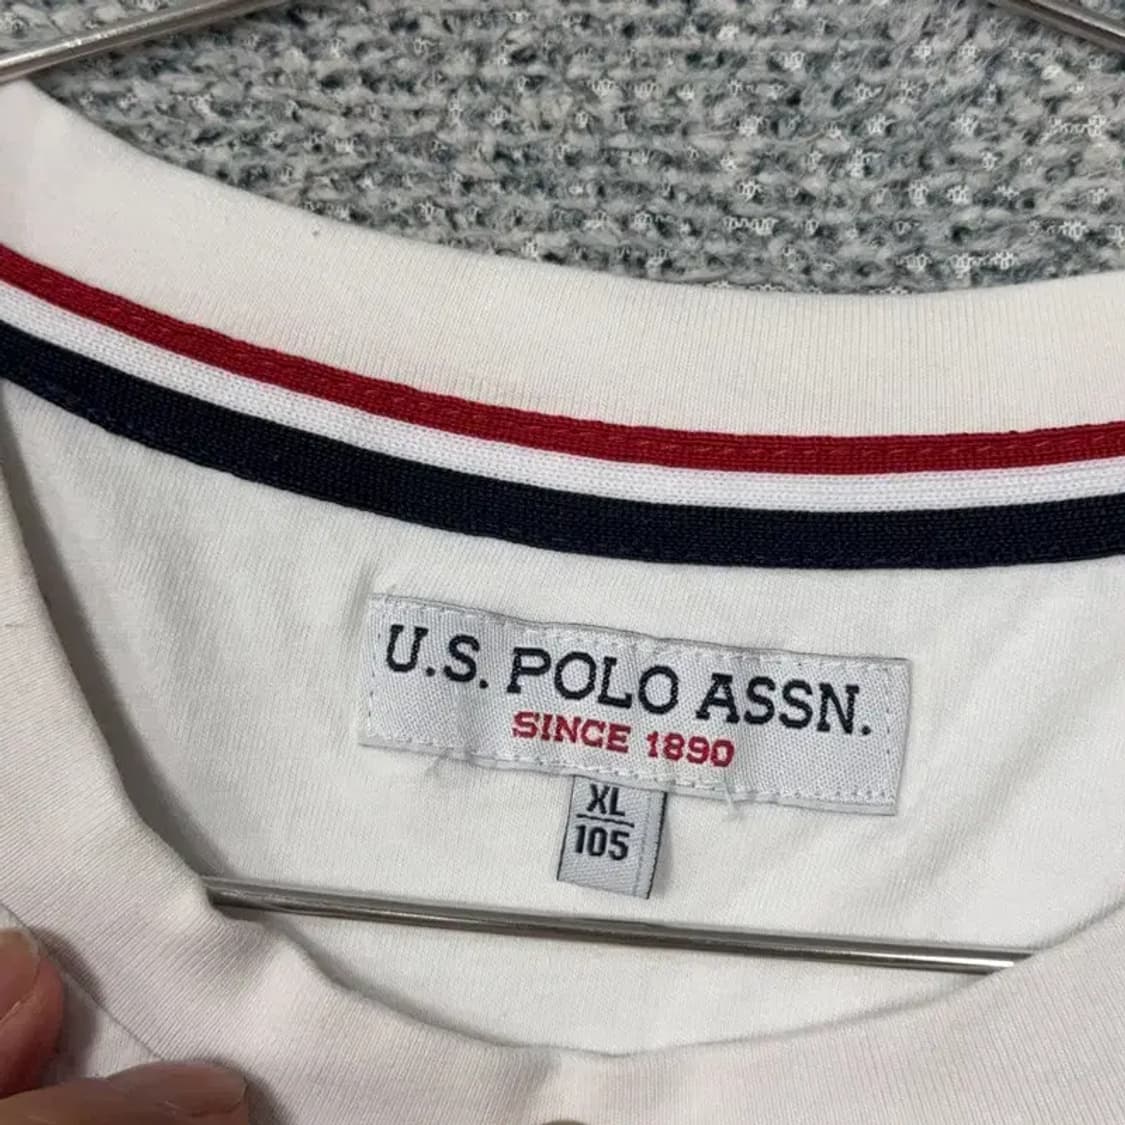 U.S. POLO ASSN.
SINCE 1890
XL
105